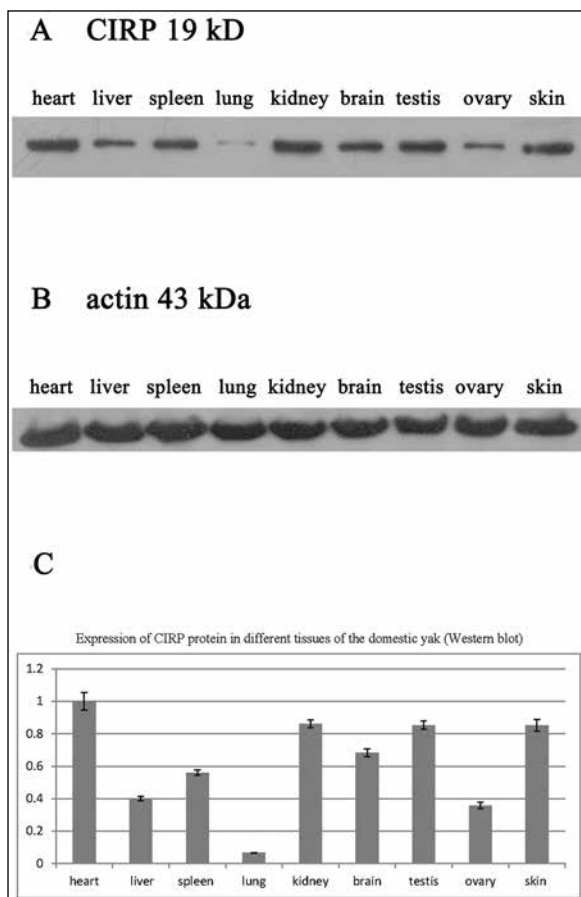 A CIRP 19 kD
heart liver spleen lung kidney brain testis ovary skin
B actin 43 kDa
heart liver spleen lung kidney brain testis ovary skin
C
Expression of CIRP protein in different tissues of the domestic yak (Western blot)
1.2
1
0.8
0.6
0.4
0.2
0
heart liver spleen lung kidney brain testis ovary skin